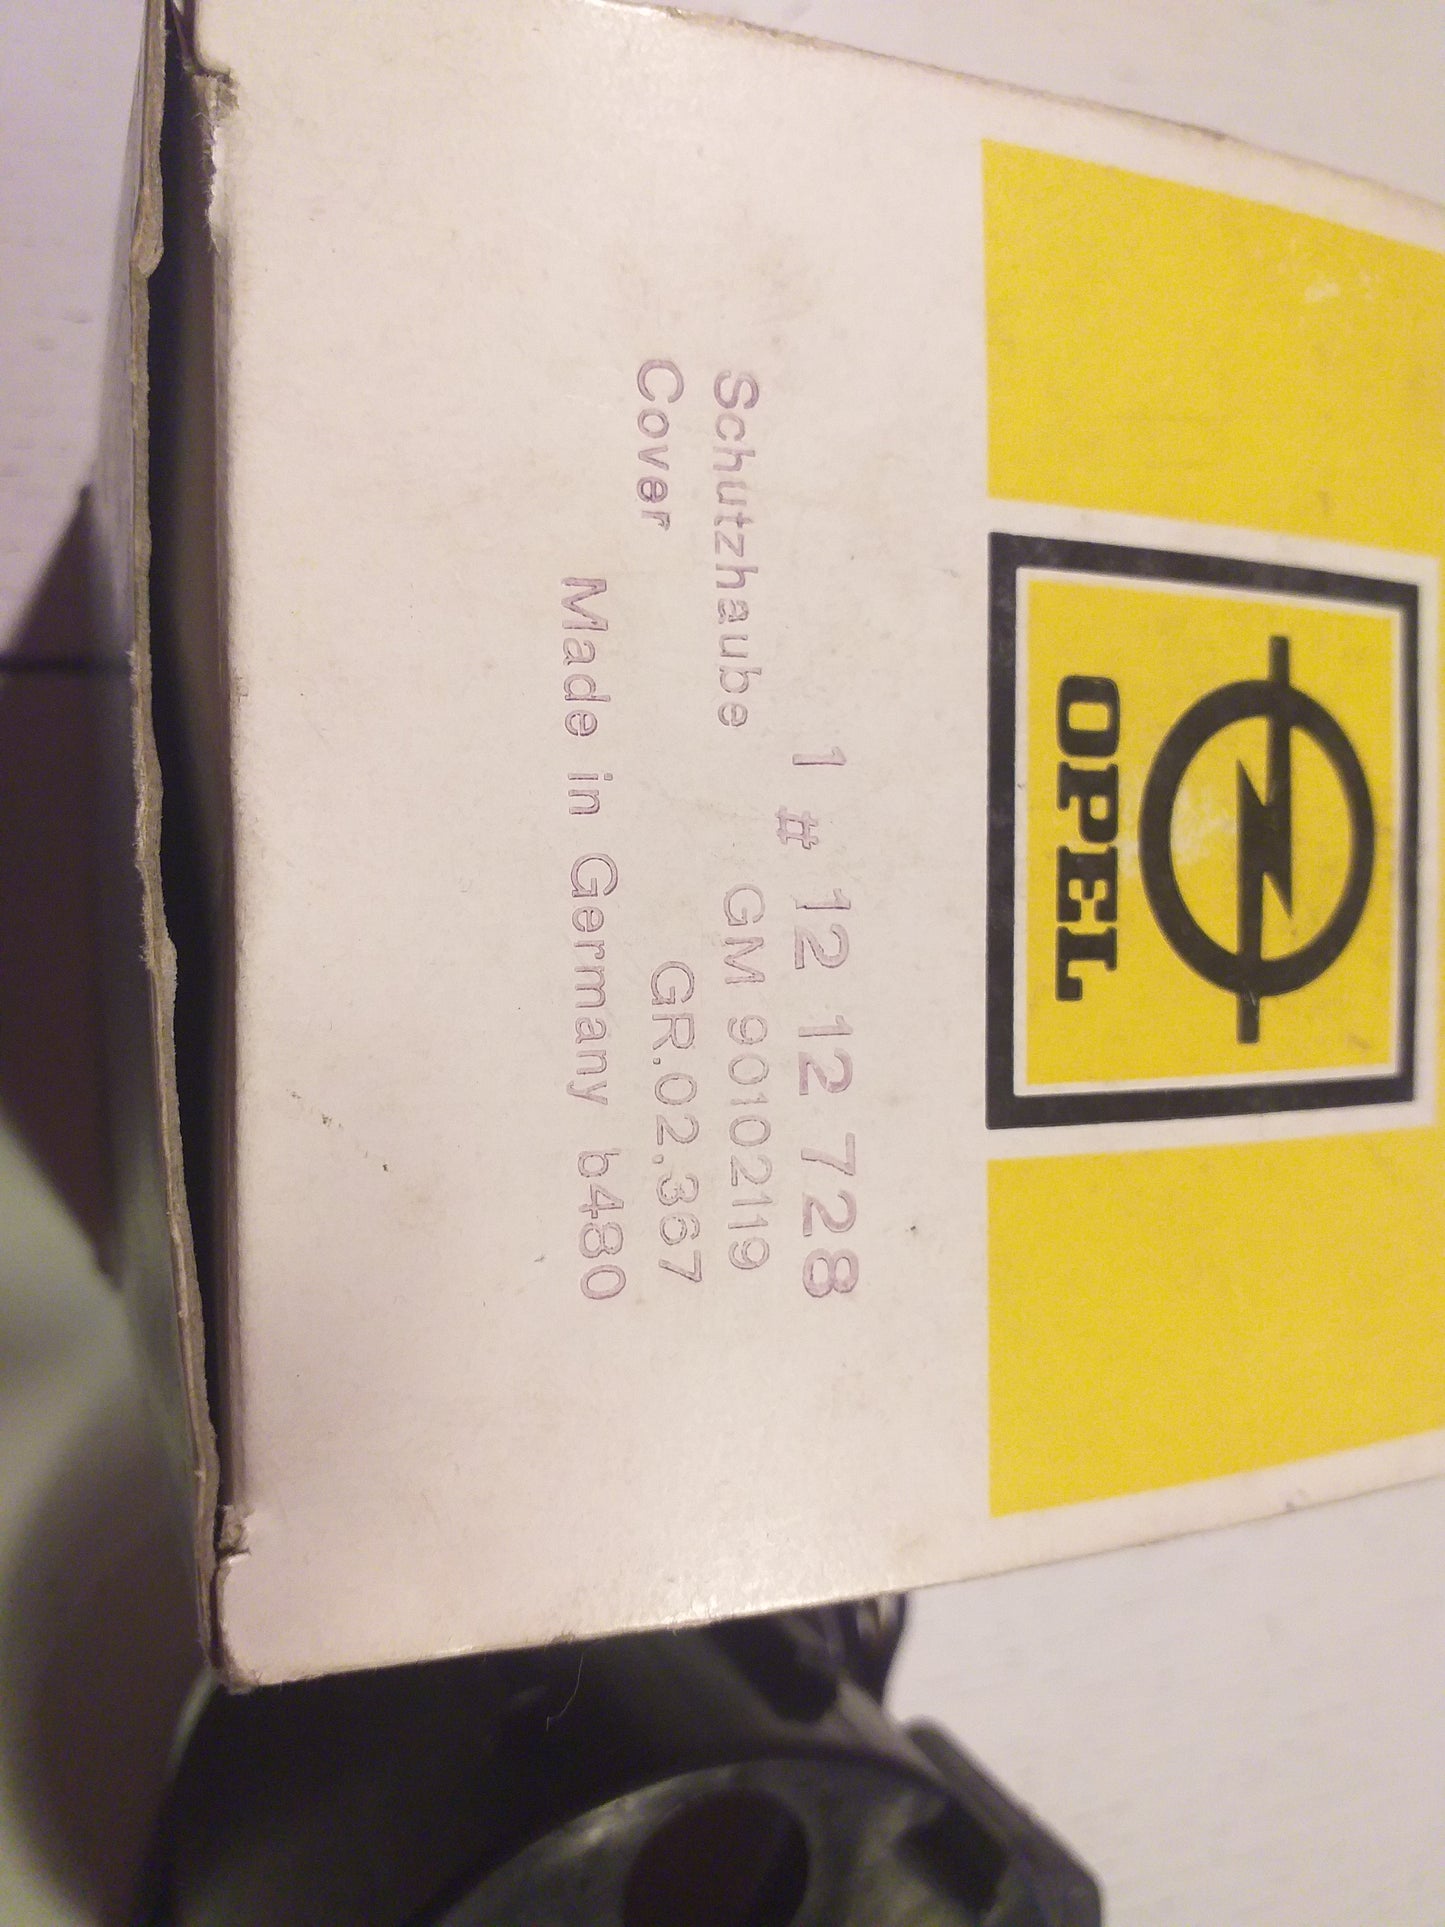 OPEL
1 # 12 12 728
Schutzhaube GM 90102119
Cover GR.02.367
Made in Germany b480